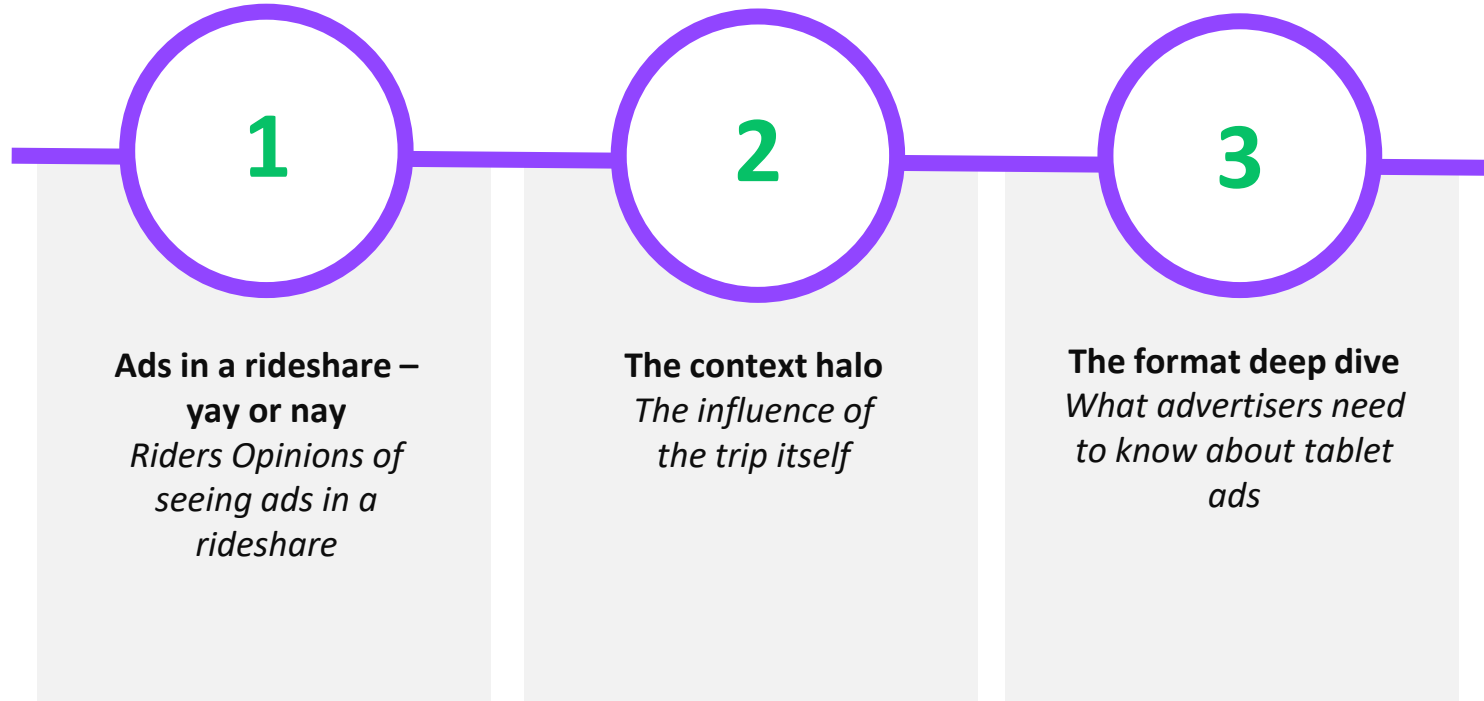 1
Ads in a rideshare –
yay or nay
Riders Opinions of
seeing ads in a
rideshare
2
The context halo
The influence of
the trip itself
3
The format deep dive
What advertisers need
to know about tablet
ads